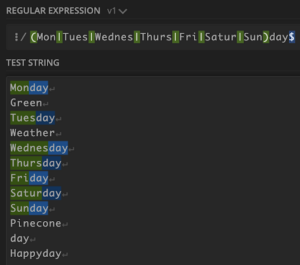 REGULAR EXPRESSION v1
⋮/ (Mon|Tues|Wednes|Thurs|Fri|Satur|Sun)day$
TEST STRING
Monday↵
Green↵
Tuesday↵
Weather↵
Wednesday↵
Thursday↵
Friday↵
Saturday↵
Sunday↵
Pinecone↵
day↵
Happyday↵